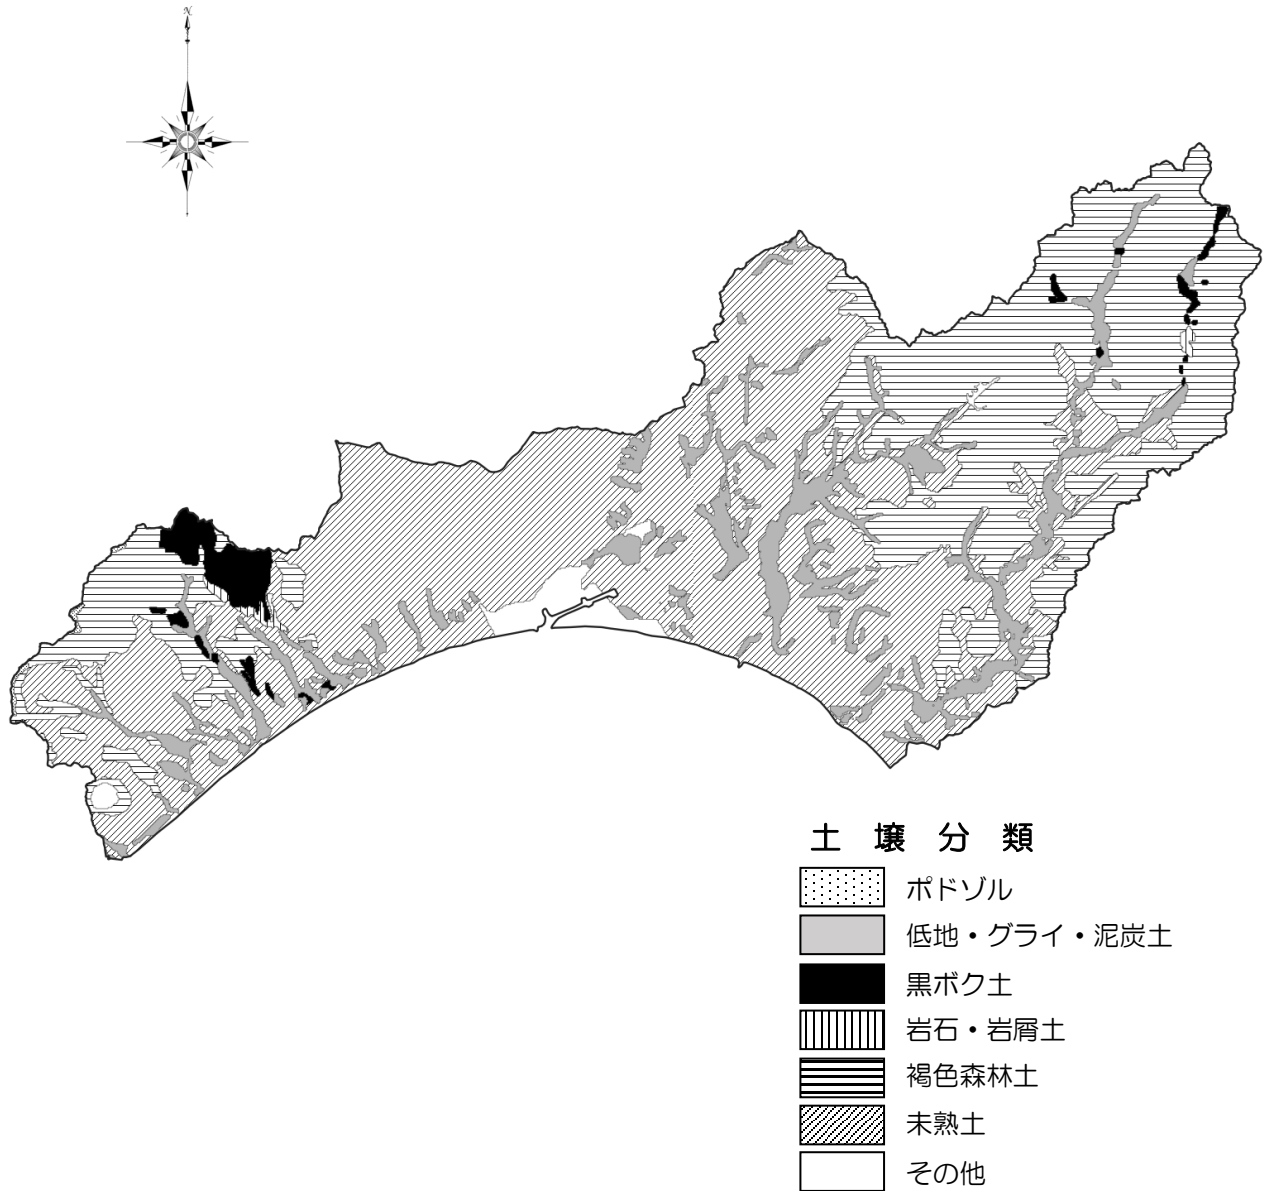 N
土壌分類
ポドゾル
低地・グライ・泥炭土
黒ボク土
岩石・岩屑土
褐色森林土
未熟土
その他